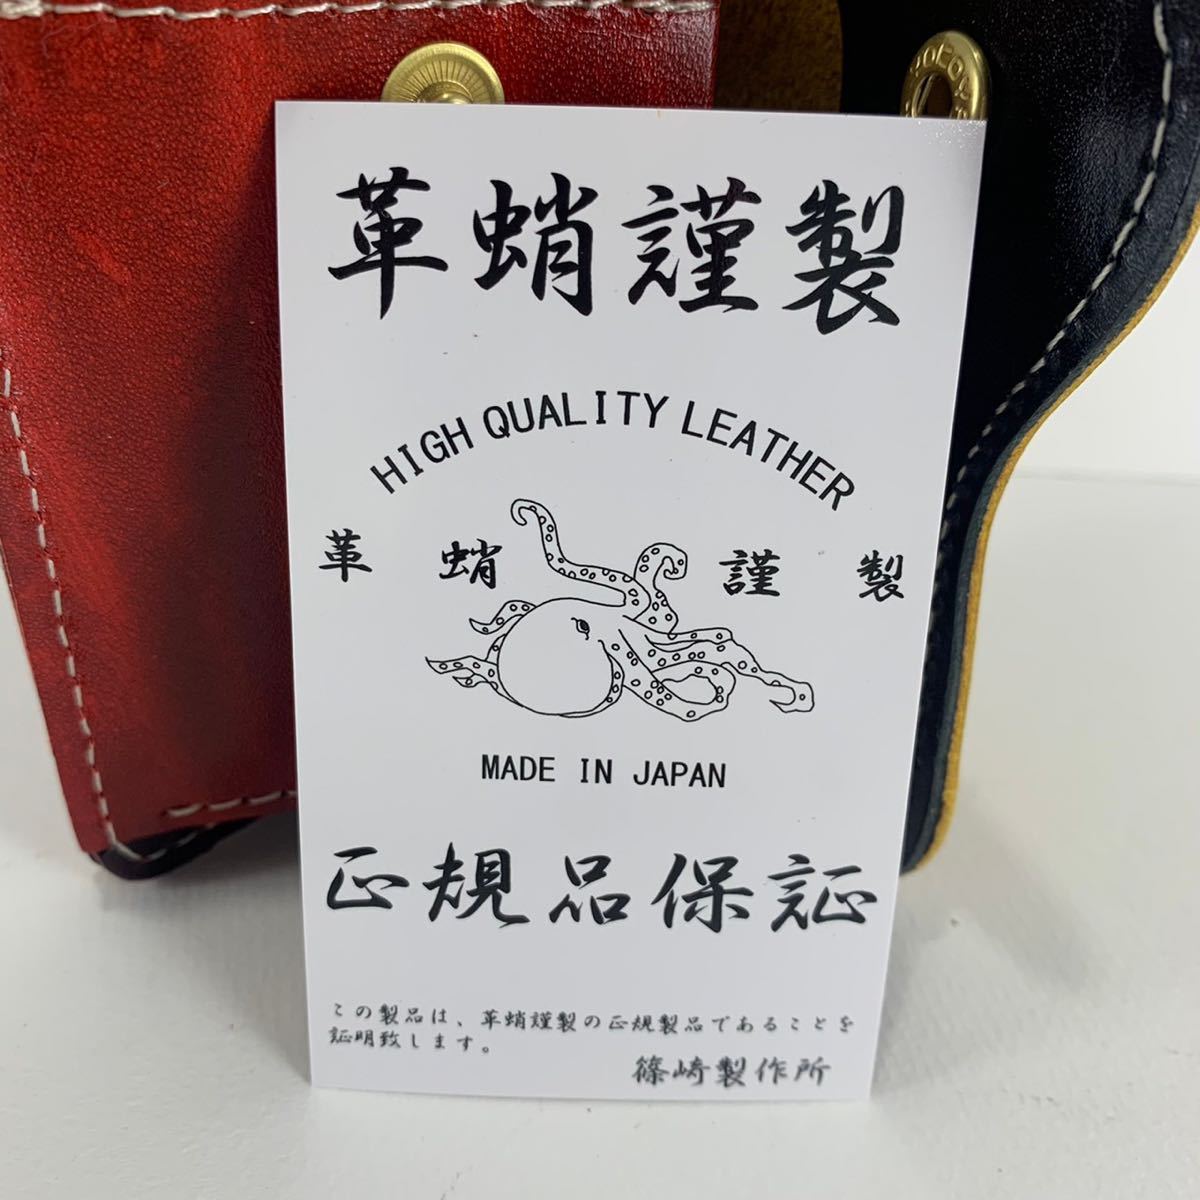 革蛸謹製
HIGH QUALITY LEATHER
革蛸謹製
MADE IN JAPAN
正規品保証
この製品は、革蛸謹製の正規製品であることを
証明致します。
篠崎製作所